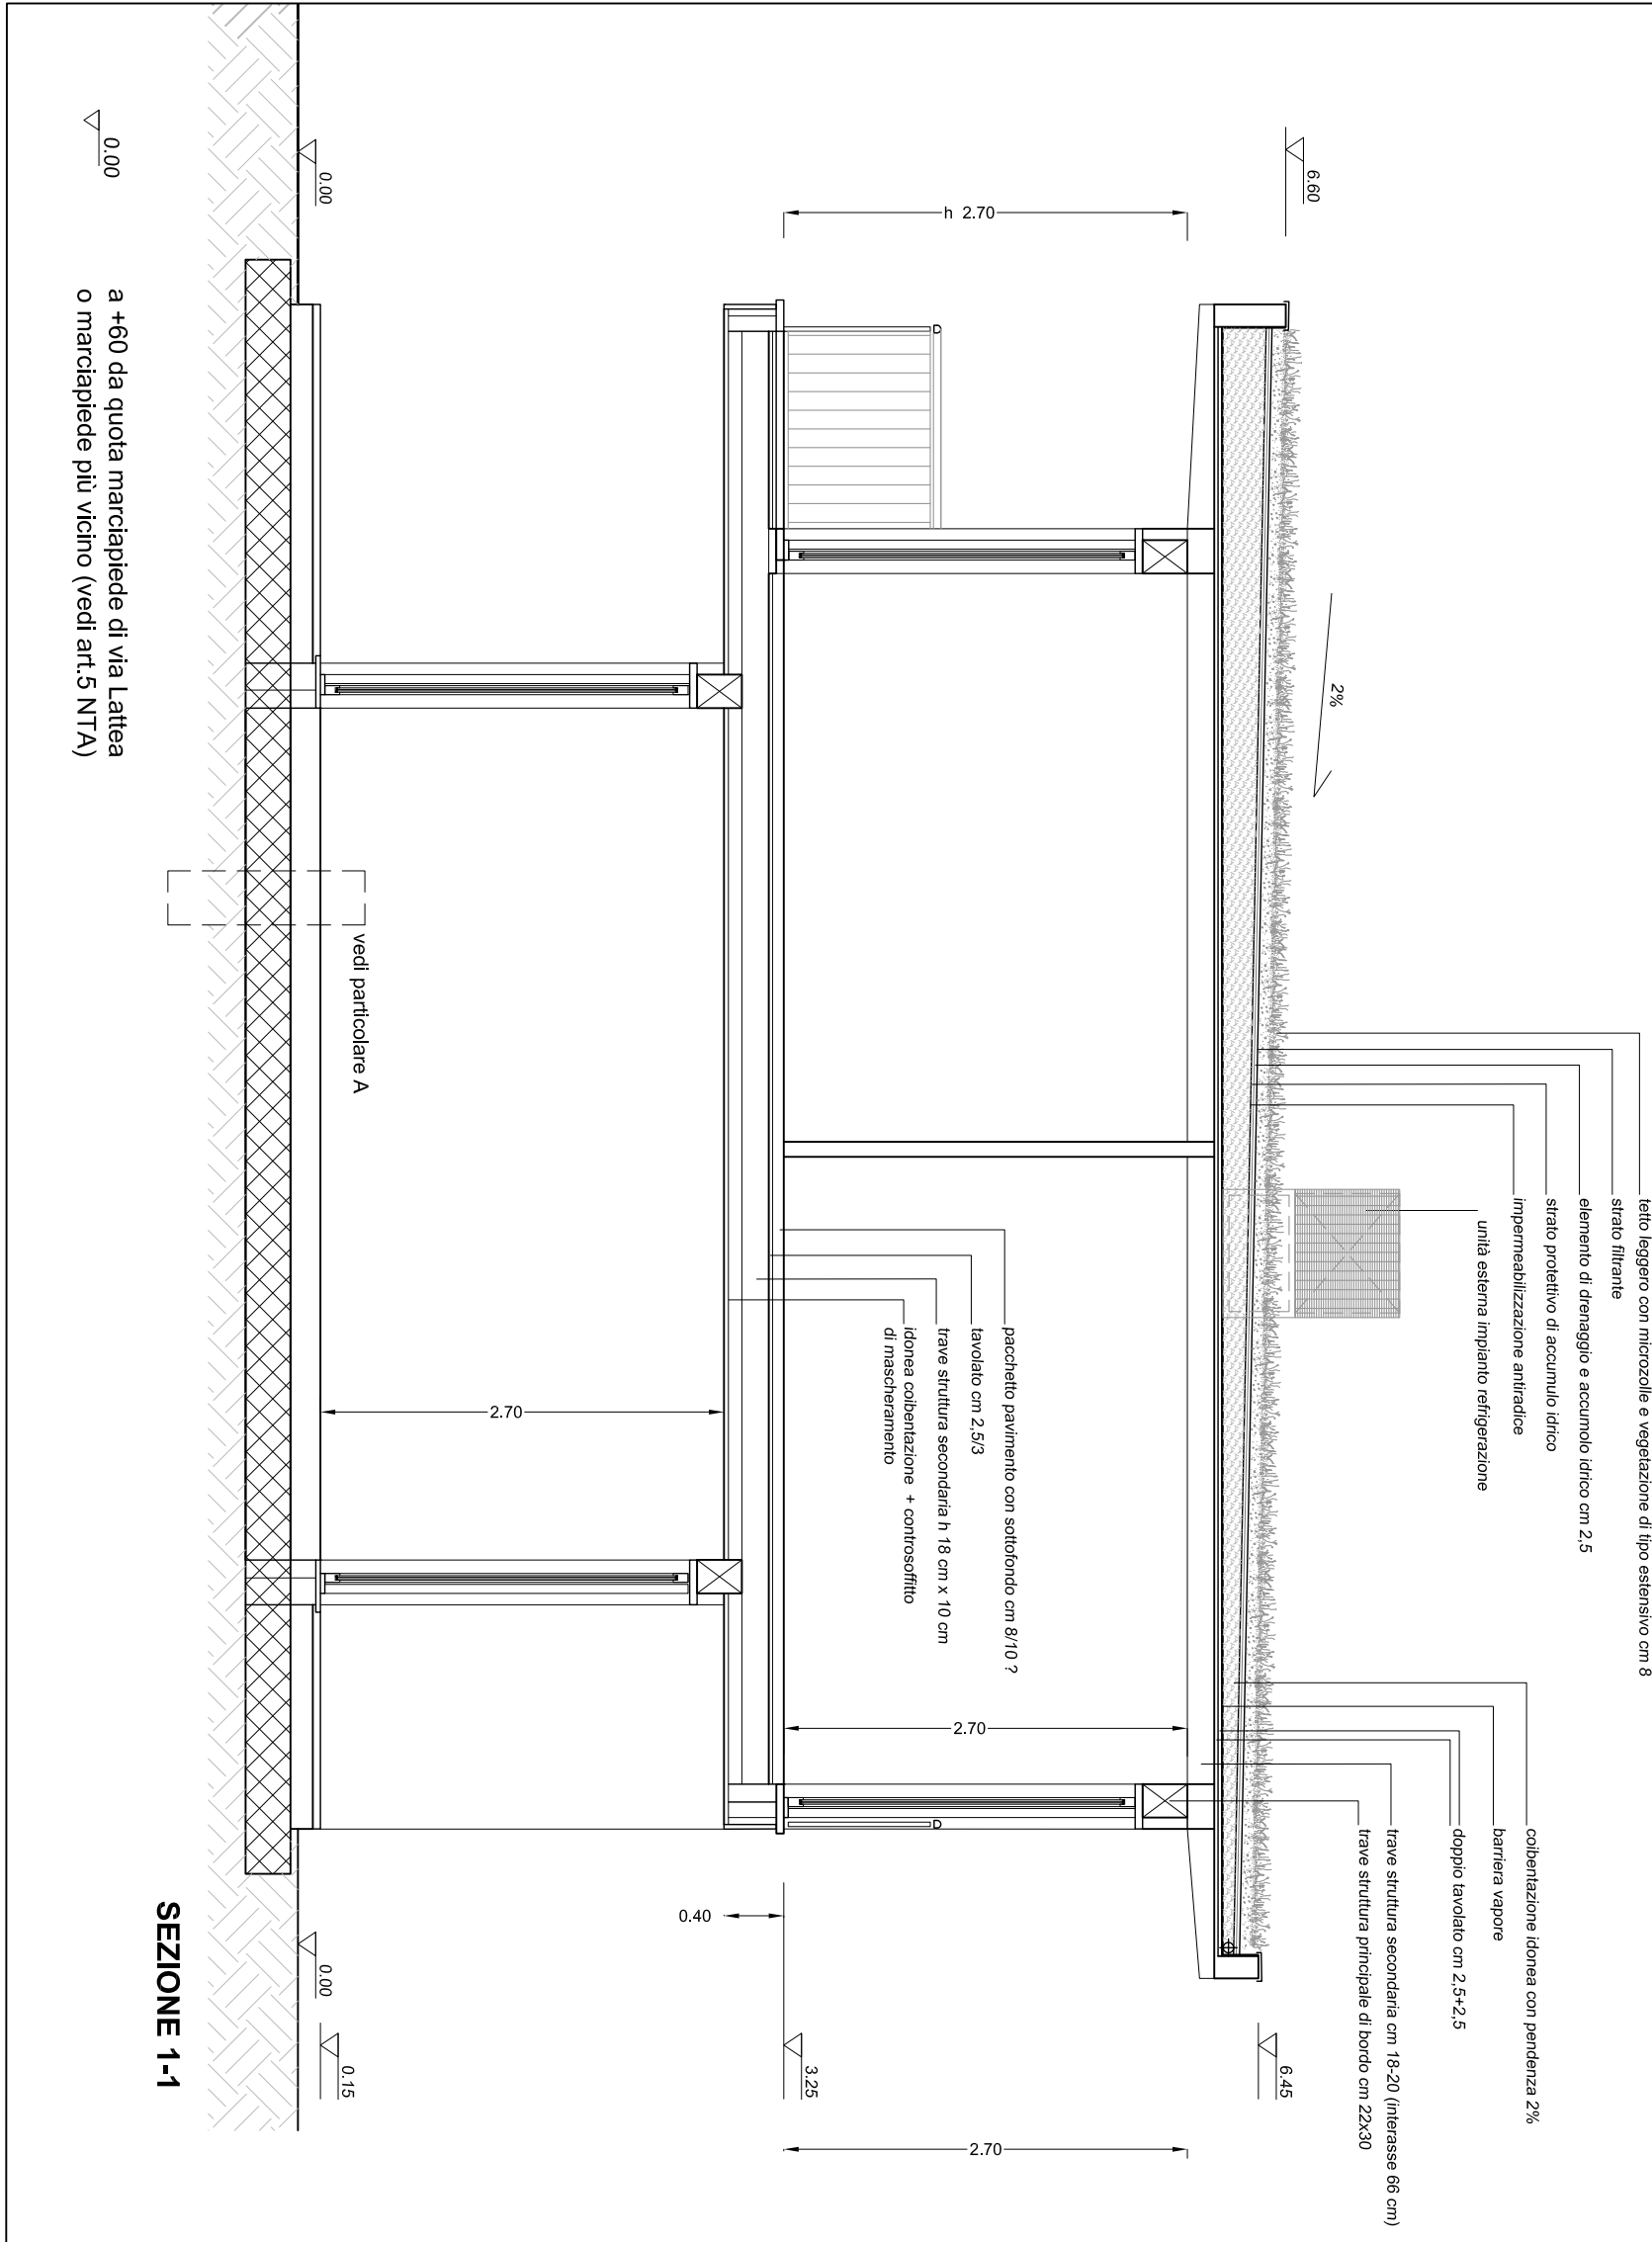 tetto leggero con microzolle e vegetazione di tipo estensivo cm 8
strato filtrante
elemento di drenaggio e accumolo idrico cm 2,5
strato protettivo di accumulo idrico
impermeabilizzazione antiradice
unità esterna impianto refrigerazione
coibentazione idonea con pendenza 2%
barriera vapore
doppio tavolato cm 2,5+2,5
trave struttura secondaria cm 18-20 (interasse 66 cm)
trave struttura principale di bordo cm 22x30
2%
6.60
6.45
h 2.70
2.70
2.70
pacchetto pavimento con sottofondo cm 8/10 ?
tavolato cm 2,5/3
trave struttura secondaria h 18 cm x 10 cm
idonea coibentazione + controsoffitto
di mascheramento
3.25
0.40
2.70
vedi particolare A
0.00
0.00
0.15
SEZIONE 1-1
0.00
a +60 da quota marciapiede di via Lattea
o marciapiede più vicino (vedi art.5 NTA)